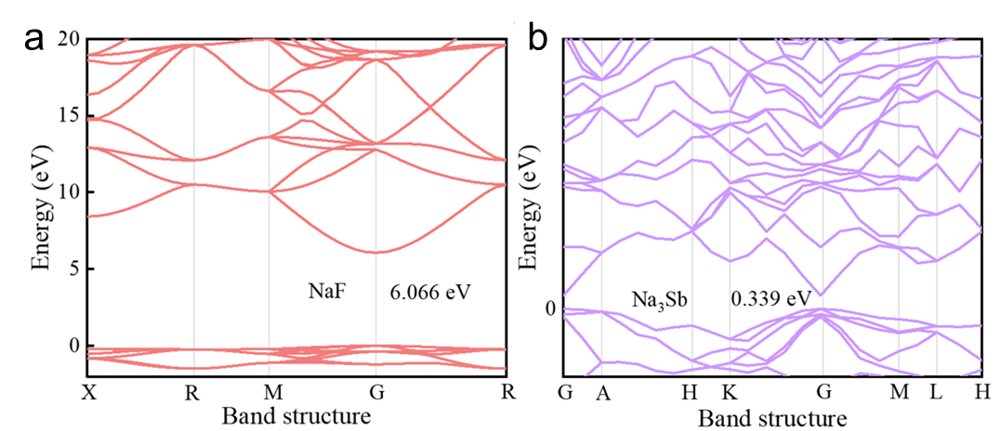 a
20
15
10
5
0
Energy (eV)
NaF 6.066 eV
X R M G R
Band structure
b
0
Energy (eV)
Na₃Sb 0.339 eV
G A H K G M L H
Band structure